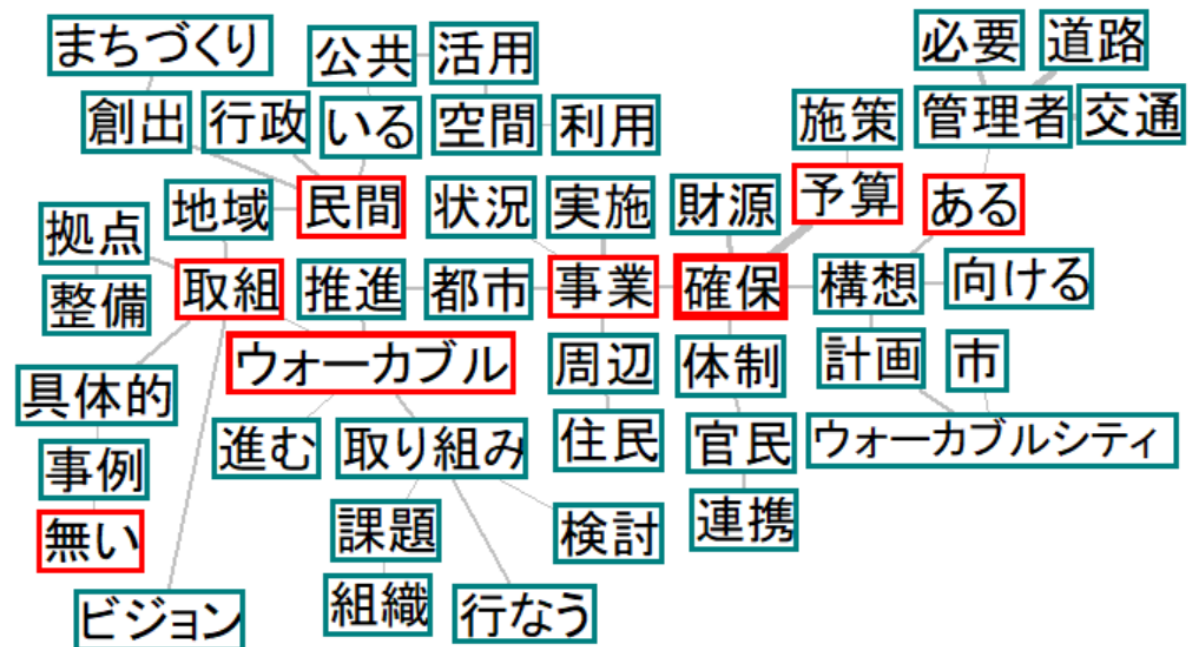 まちづくり 公共 活用 必要 道路
創出 行政 いる 空間 利用 施策 管理者 交通
地域 民間 状況 実施 財源 予算 ある
拠点
整備 取組 推進 都市 事業 確保 構想 向ける
ウォーカブル 周辺 体制 計画 市
具体的
進む 取り組み 住民 官民 ウォーカブルシティ
事例
無い 課題 検討 連携
ビジョン 組織 行なう